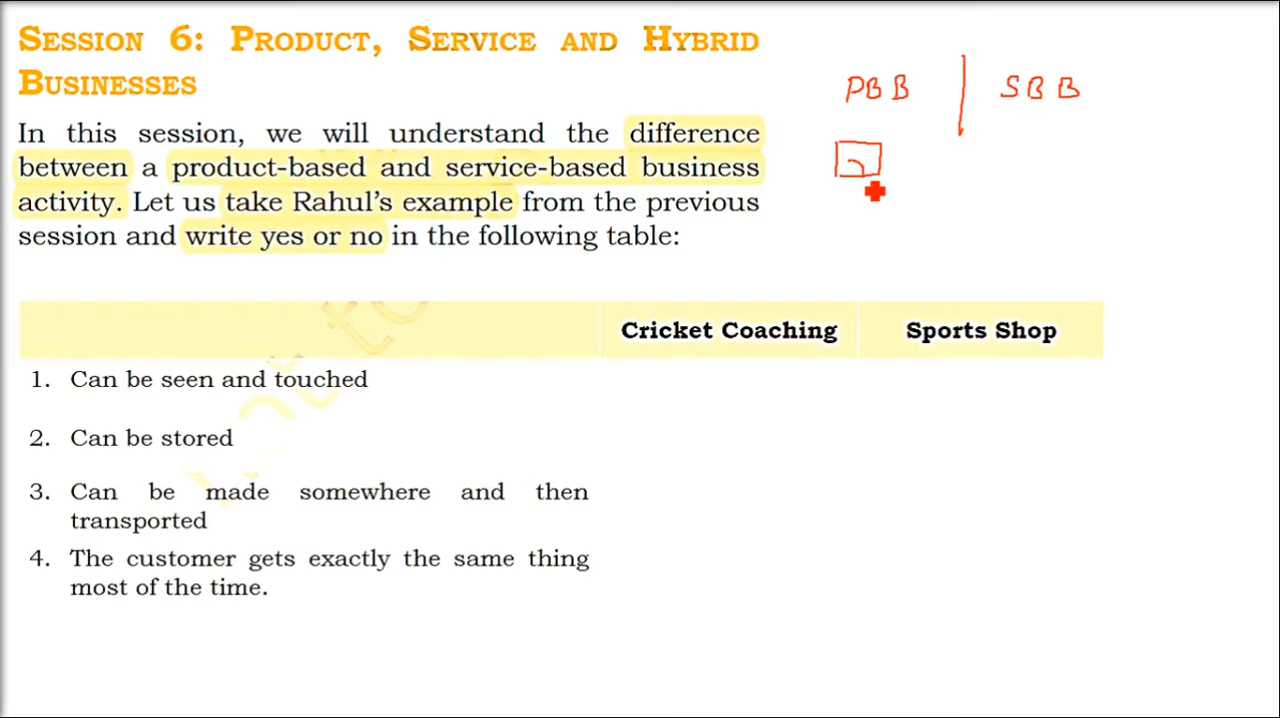 SESSION 6: PRODUCT, SERVICE AND HYBRID
BUSINESSES
PBB | SBB
In this session, we will understand the difference
between a product-based and service-based business
activity. Let us take Rahul's example from the previous
session and write yes or no in the following table:
Cricket Coaching Sports Shop
1. Can be seen and touched
2. Can be stored
3. Can be made somewhere and then
transported
4. The customer gets exactly the same thing
most of the time.